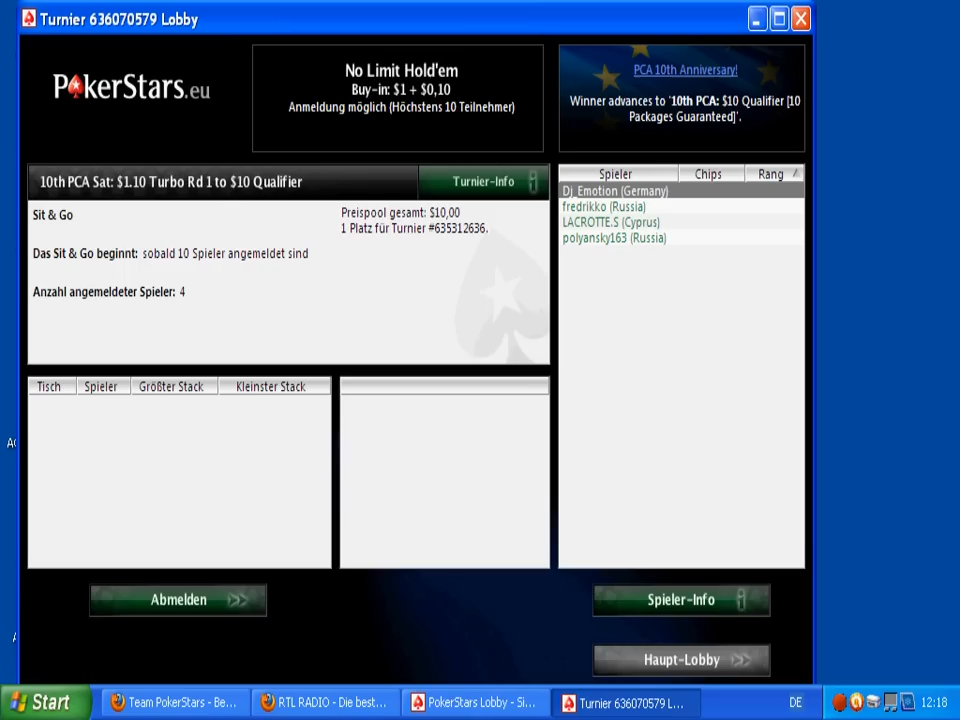 Turnier 636070579 Lobby
PokerStars.eu
No Limit Hold'em
Buy-in: $1 + $0,10
Anmeldung möglich (Höchstens 10 Teilnehmer)
PCA 10th Anniversary!
Winner advances to '10th PCA: $10 Qualifier [10
Packages Guaranteed]'.
10th PCA Sat: $1.10 Turbo Rd 1 to $10 Qualifier
Turnier-Info
Sit & Go
Preispool gesamt: $10,00
1 Platz für Turnier #635312636.
Das Sit & Go beginnt: sobald 10 Spieler angemeldet sind
Anzahl angemeldeter Spieler: 4
Spieler Chips Rang
Dj_Emotion (Germany)
fredrikko (Russia)
LACROTTE.S (Cyprus)
polyansky163 (Russia)
Tisch Spieler Größter Stack Kleinster Stack
Abmelden
Spieler-Info
Haupt-Lobby
Start
Team PokerStars - Be...
RTL RADIO - Die best...
PokerStars Lobby - Si...
Turnier 636070579 L...
DE
12:18